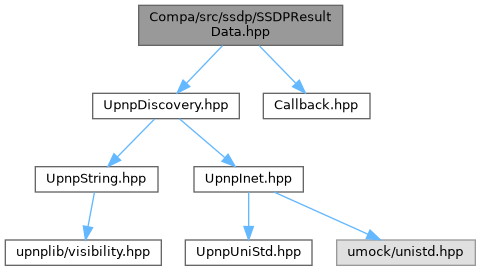 Compa/src/ssdp/SSDPResult
Data.hpp
UpnpDiscovery.hpp
Callback.hpp
UpnpString.hpp
UpnpInet.hpp
upnplib/visibility.hpp
UpnpUniStd.hpp
umock/unistd.hpp